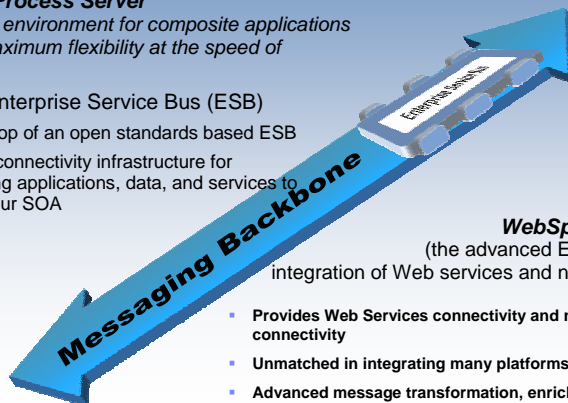 Process Server
environment for composite applications
aximum flexibility at the speed of
nterprise Service Bus (ESB)
op of an open standards based ESB
connectivity infrastructure for
ng applications, data, and services to
ur SOA
Enterprise Service Bus
Messaging Backbone
WebSp
(the advanced E
integration of Web services and n
Provides Web Services connectivity and
connectivity
Unmatched in integrating many platforms
Advanced message transformation, enric